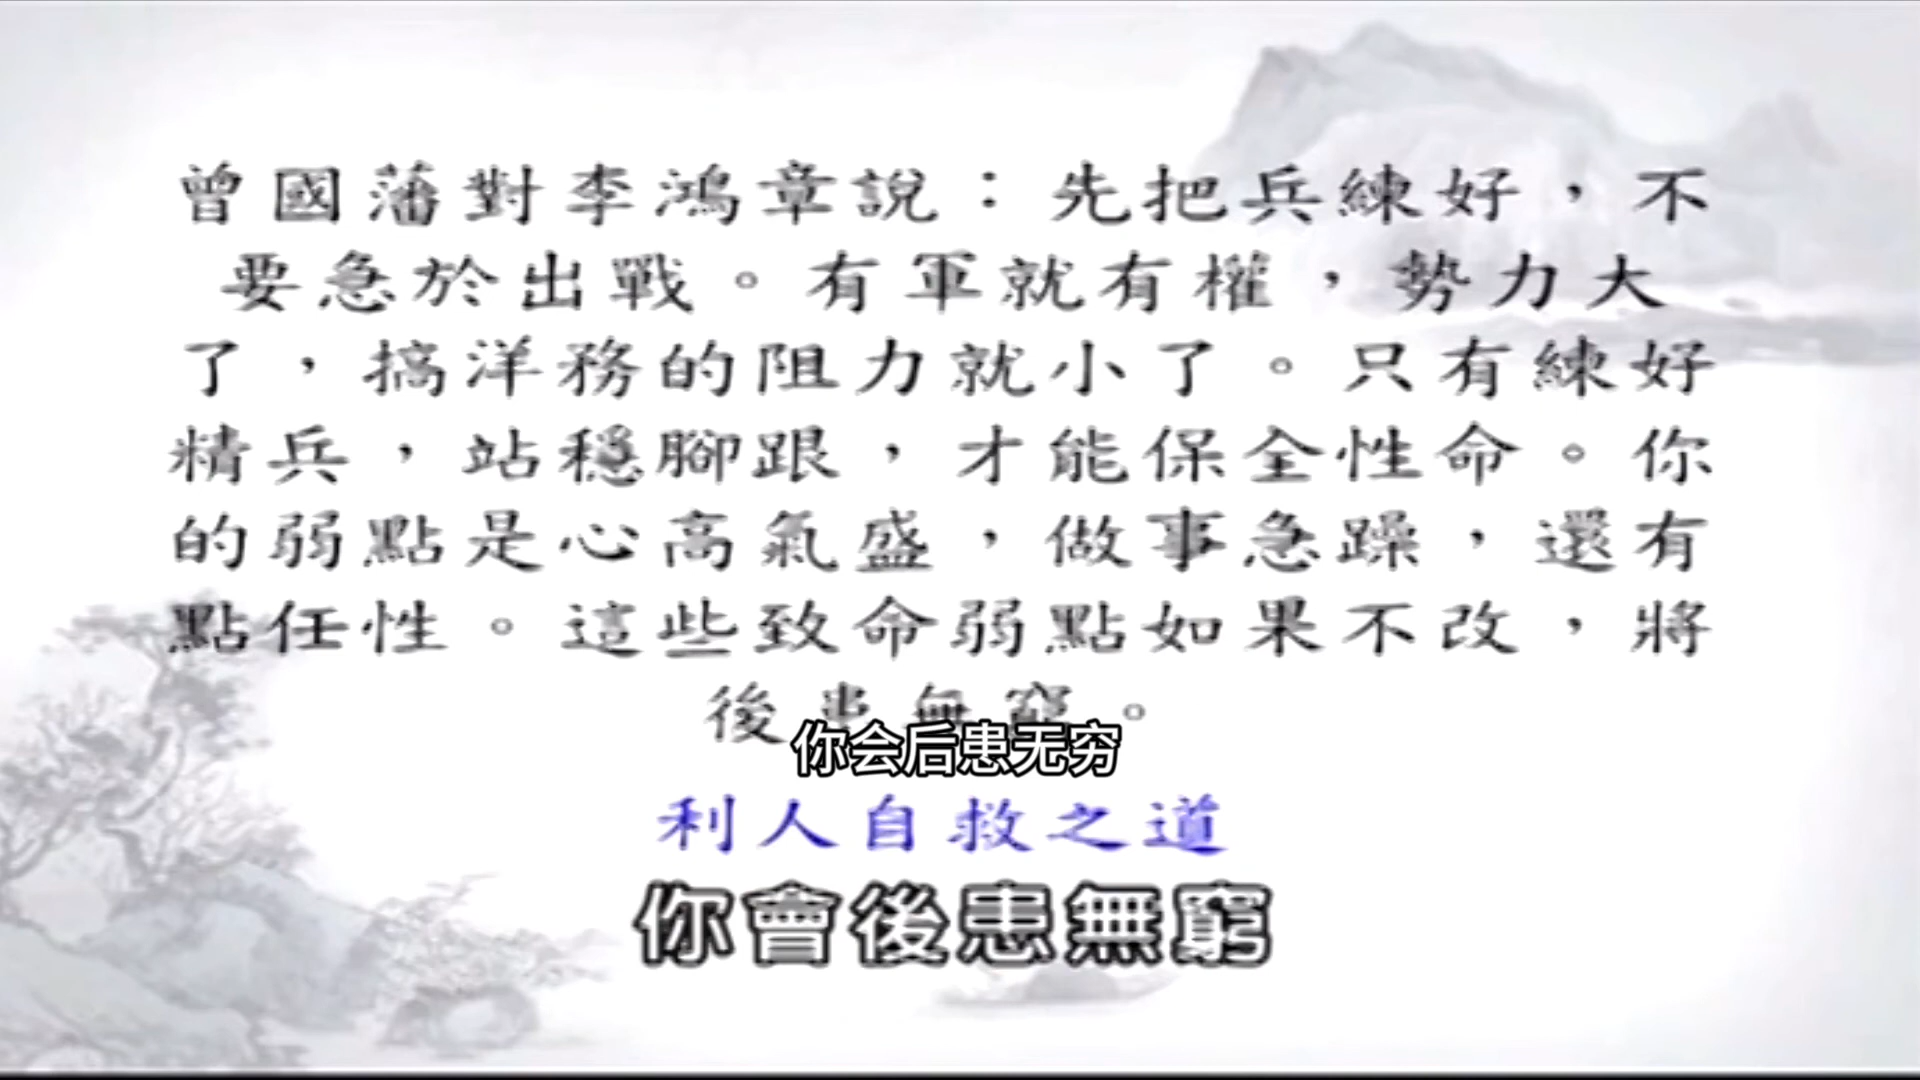 曾國藩對李鴻章說：先把兵練好，不
要急於出戰。有軍就有權，勢力大
了，搞洋務的阻力就小了。只有練好
精兵，站穩腳跟，才能保全性命。你
的弱點是心高氣盛，做事急躁，還有
點任性。這些致命弱點如果不改，將
後患無窮。
你会后患无穷
利人自救之道
你會後患無窮